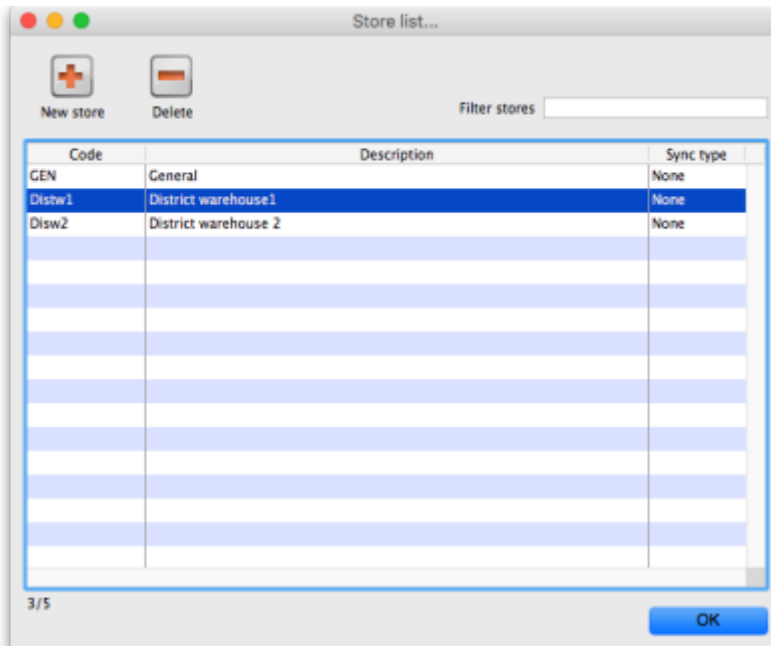 Store list...
New store
Delete
Filter stores
Code Description Sync type
GEN General None
Distw1 District warehouse1 None
Disw2 District warehouse 2 None
3/5
OK